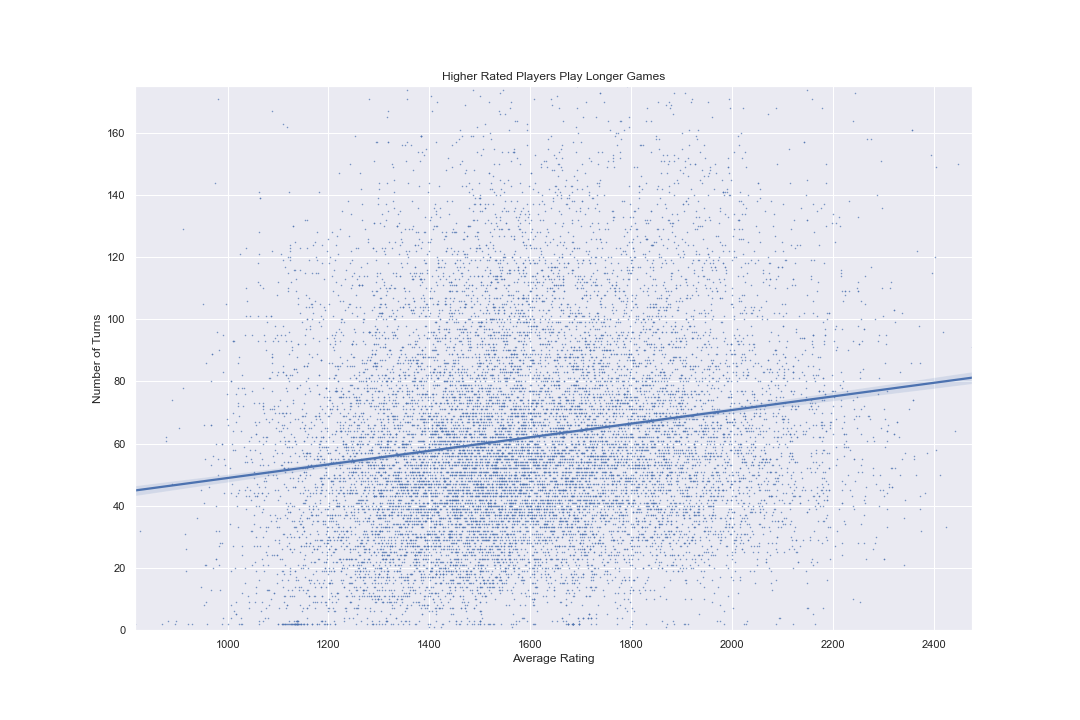 Higher Rated Players Play Longer Games
Number of Turns
160
140
120
100
80
60
40
20
0
1000 1200 1400 1600 1800 2000 2200 2400
Average Rating